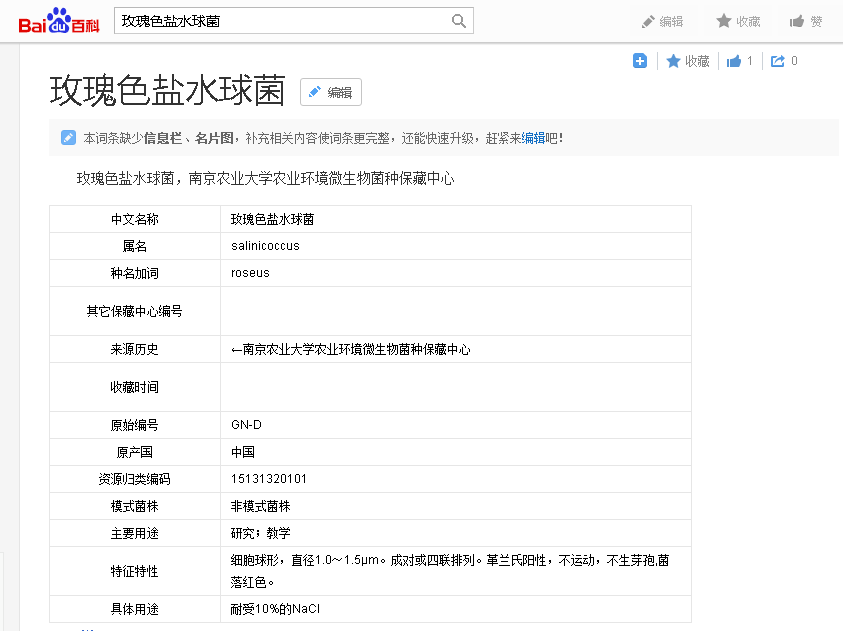 Bai du 百科 玫瑰色盐水球菌 编辑 收藏 赞
收藏 1 0
玫瑰色盐水球菌 编辑
本词条缺少信息栏、名片图，补充相关内容使词条更完整，还能快速升级，赶紧来编辑吧！
玫瑰色盐水球菌，南京农业大学农业环境微生物菌种保藏中心
中文名称 玫瑰色盐水球菌
属名 salinicoccus
种名加词 roseus
其它保藏中心编号
来源历史 ←南京农业大学农业环境微生物菌种保藏中心
收藏时间
原始编号 GN-D
原产国 中国
资源归类编码 15131320101
模式菌株 非模式菌株
主要用途 研究；教学
特征特性 细胞球形，直径1.0～1.5μm。成对或四联排列。革兰氏阳性，不运动，不生芽孢,菌
落红色。
具体用途 耐受10%的NaCl